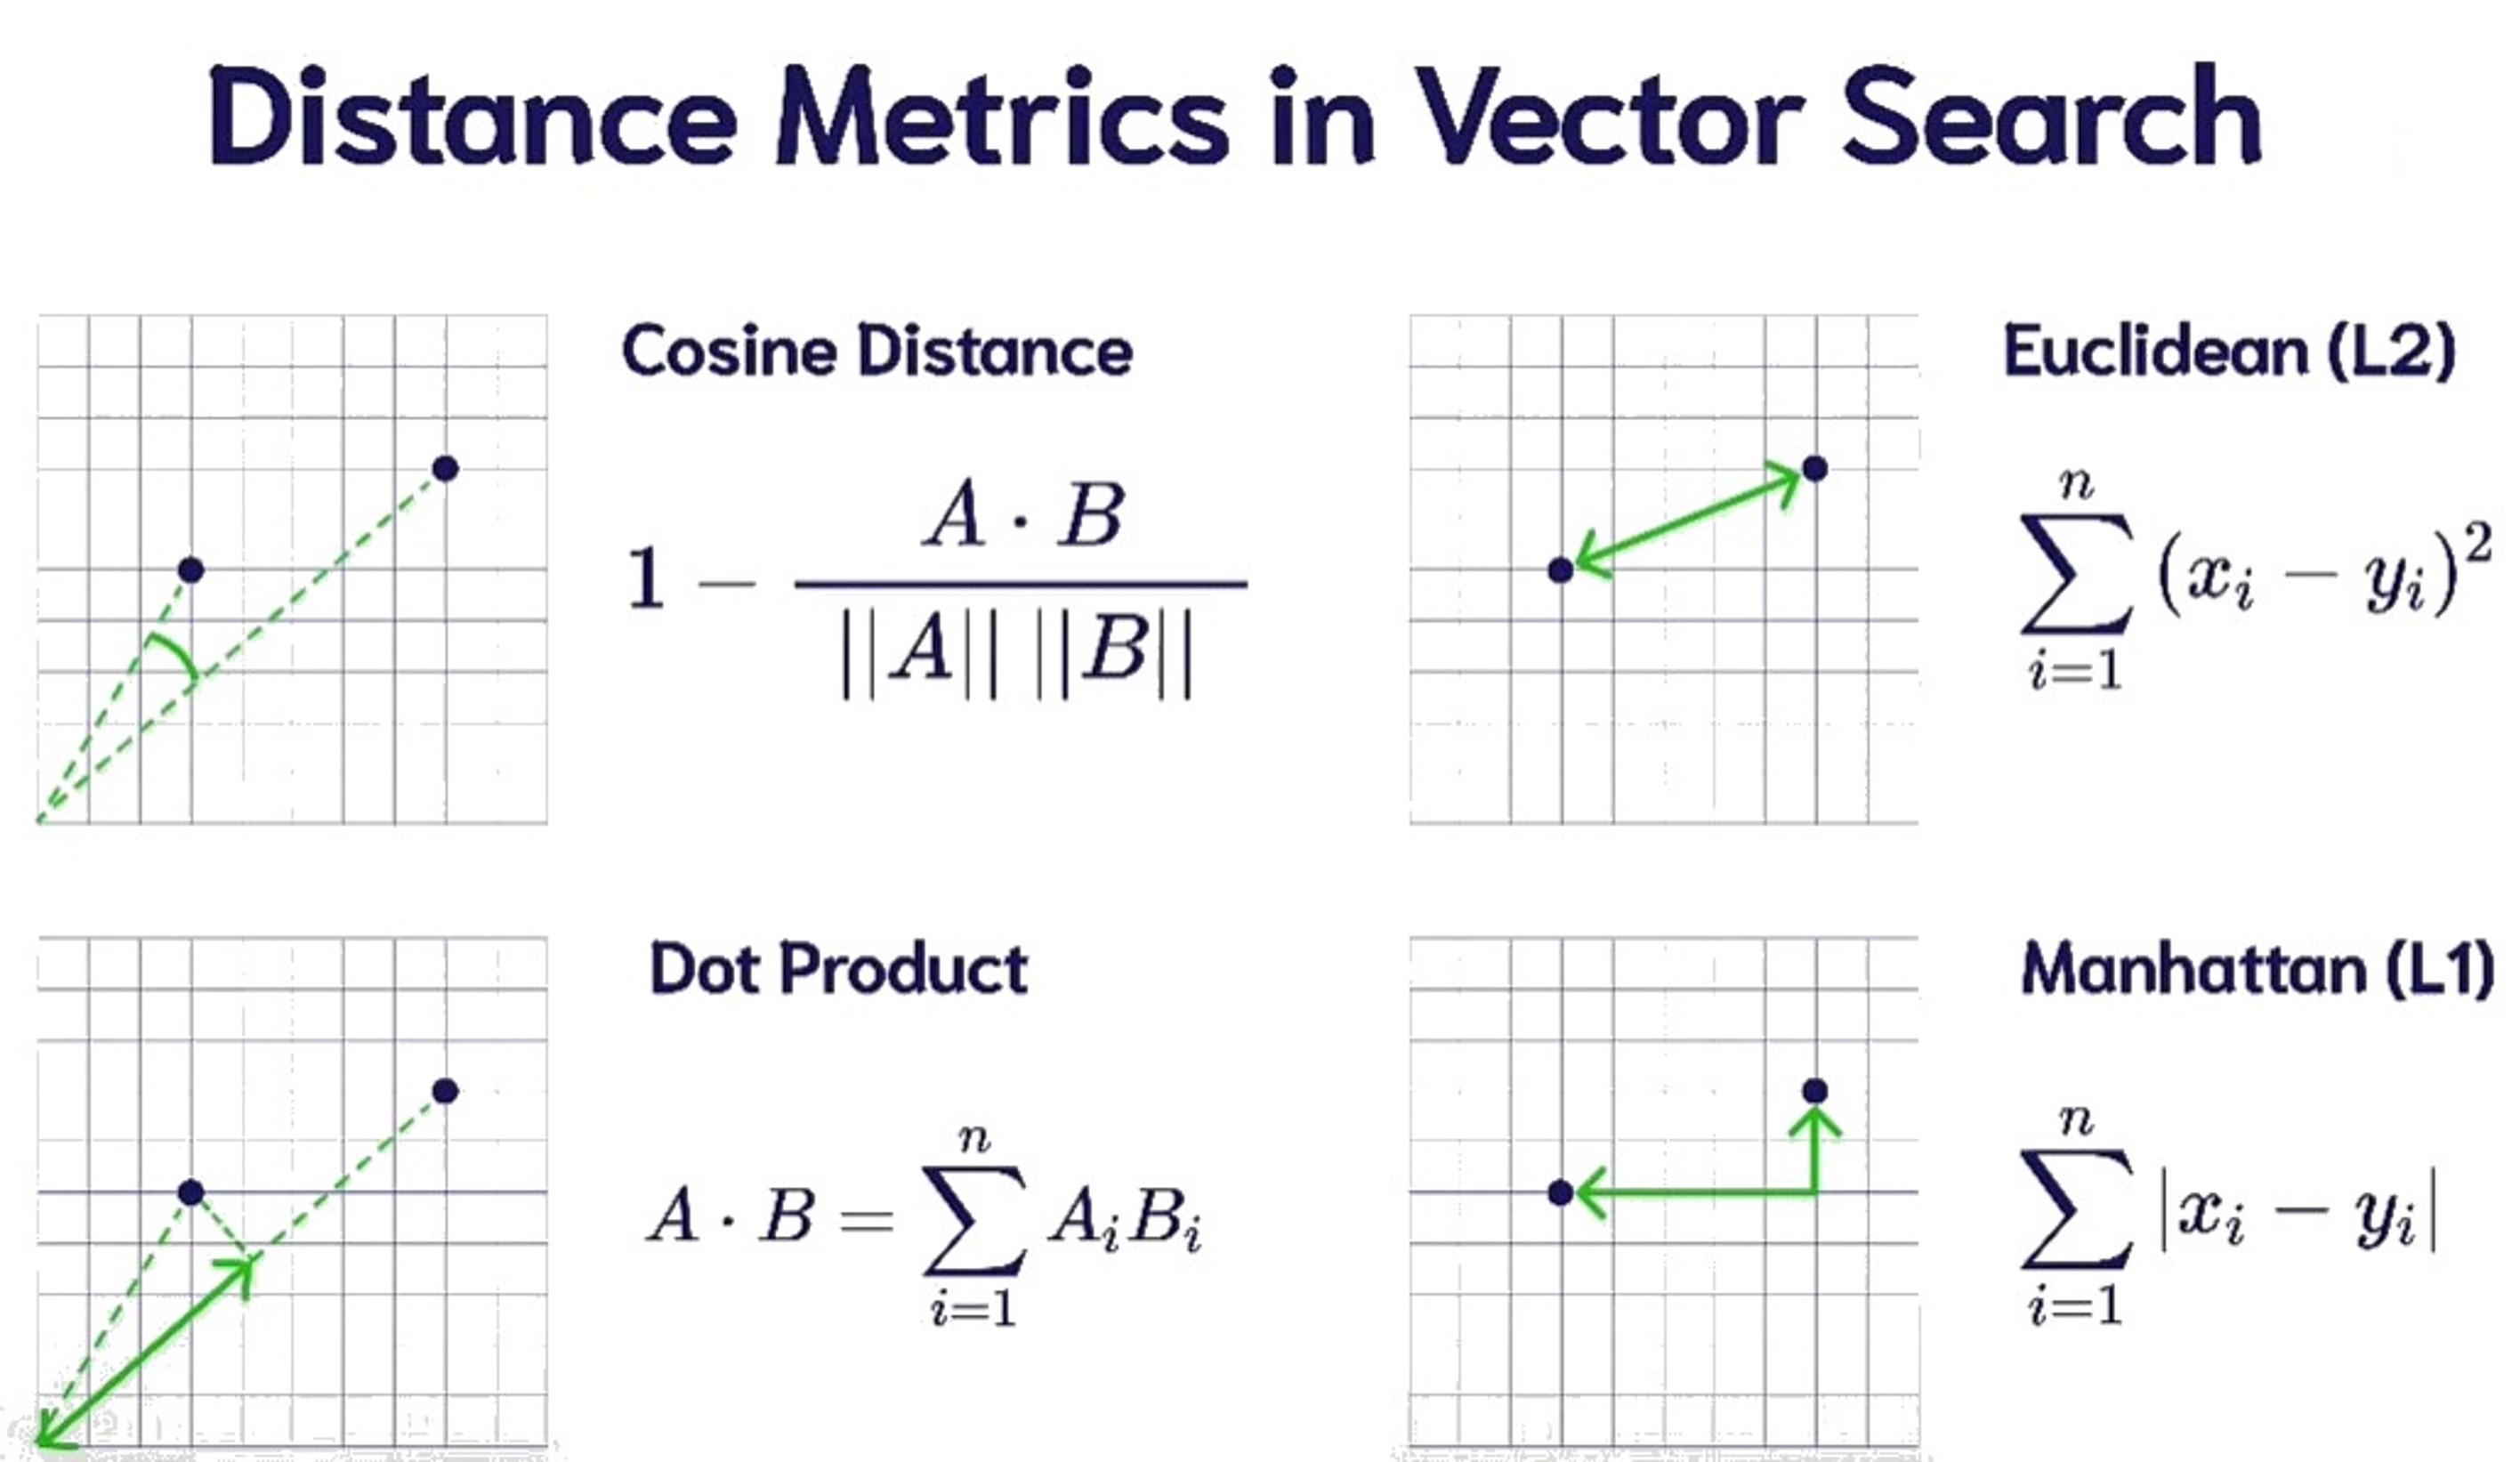 Distance Metrics in Vector Search
Cosine Distance
1 - \frac{A \cdot B}{||A|| \, ||B||}
Euclidean (L2)
\sum_{i=1}^{n} (x_i - y_i)^2
Dot Product
A \cdot B = \sum_{i=1}^{n} A_i B_i
Manhattan (L1)
\sum_{i=1}^{n} |x_i - y_i|